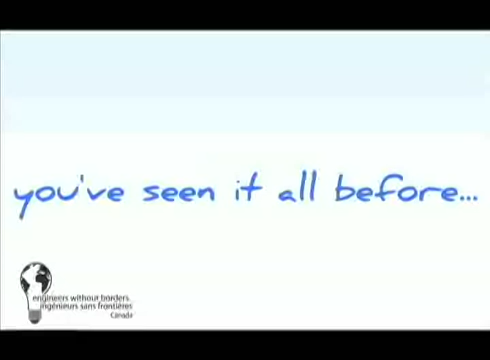 you've seen it all before...
engineers without borders
ingénieurs sans frontières
Canada